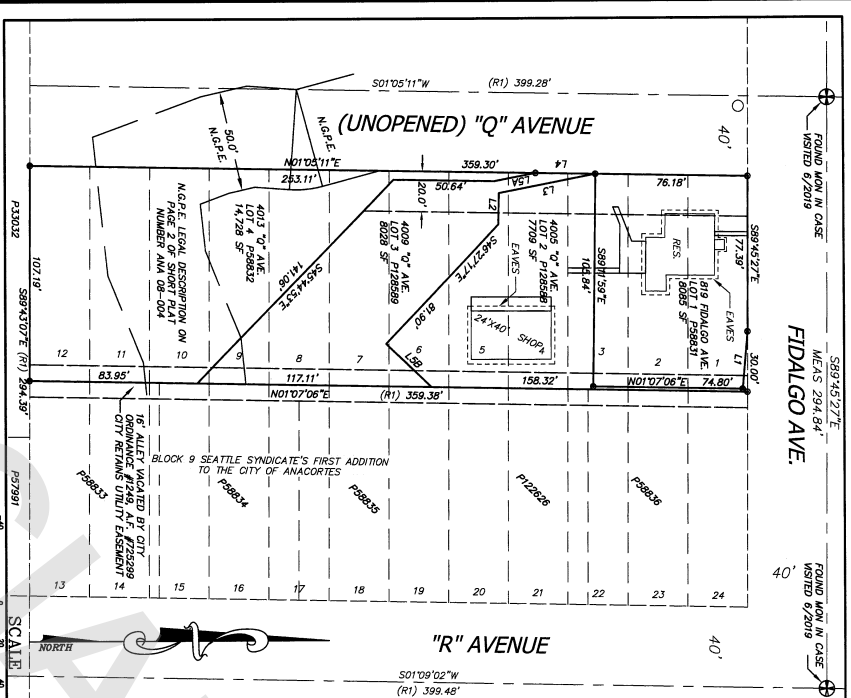 S01°05'11"W (R1) 399.28'
(UNOPENED) "Q" AVENUE
40'
FOUND MON IN CASE
VISITED 6/2019
50.0'
N.G.P.E.
N.G.P.E.
N01°05'11"E
253.11'
359.30'
L4
76.18'
50.64'
L5A
L3
20.0'
L2
S89°45'27"E
77.39'
P33032
107.19'
S89°43'07"E (R1) 294.39'
N.G.P.E. LEGAL DESCRIPTION ON
PAGE 2 OF SHORT PLAT
NUMBER ANA 08-004
4013 "Q" AVE.
LOT 4 P58832
14,728 SF
S45°44'53"E
141.06'
4009 "Q" AVE.
LOT 3 P128589
8028 SF
S46°27'17"E
81.90'
4005 "Q" AVE.
LOT 2 P128588
7709 SF
EAVES
24'X40' SHOP
105.84'
RES.
819 FIDALGO AVE.
LOT 1 P58831
8085 SF
EAVES
L1
30.00'
S89°45'27"E
MEAS 294.84'
FIDALGO AVE.
12 11 10 9 8 7 6 5 4 3 2 1
L5B
83.95'
117.11'
158.32'
N01°07'06"E 74.80'
N01°07'06"E (R1) 359.38'
16' ALLEY VACATED BY CITY
ORDINANCE #1249, A.F. #725299
CITY RETAINS UTILITY EASEMENT
BLOCK 9 SEATTLE SYNDICATE'S FIRST ADDITION
TO THE CITY OF ANACORTES
P57991
P58833
P58834
P58835
P122626
P58836
40'
FOUND MON IN CASE
VISITED 6/2019
13 14 15 16 17 18 19 20 21 22 23 24
SCALE
NORTH
"R" AVENUE
40'
S01°09'02"W
(R1) 399.48'